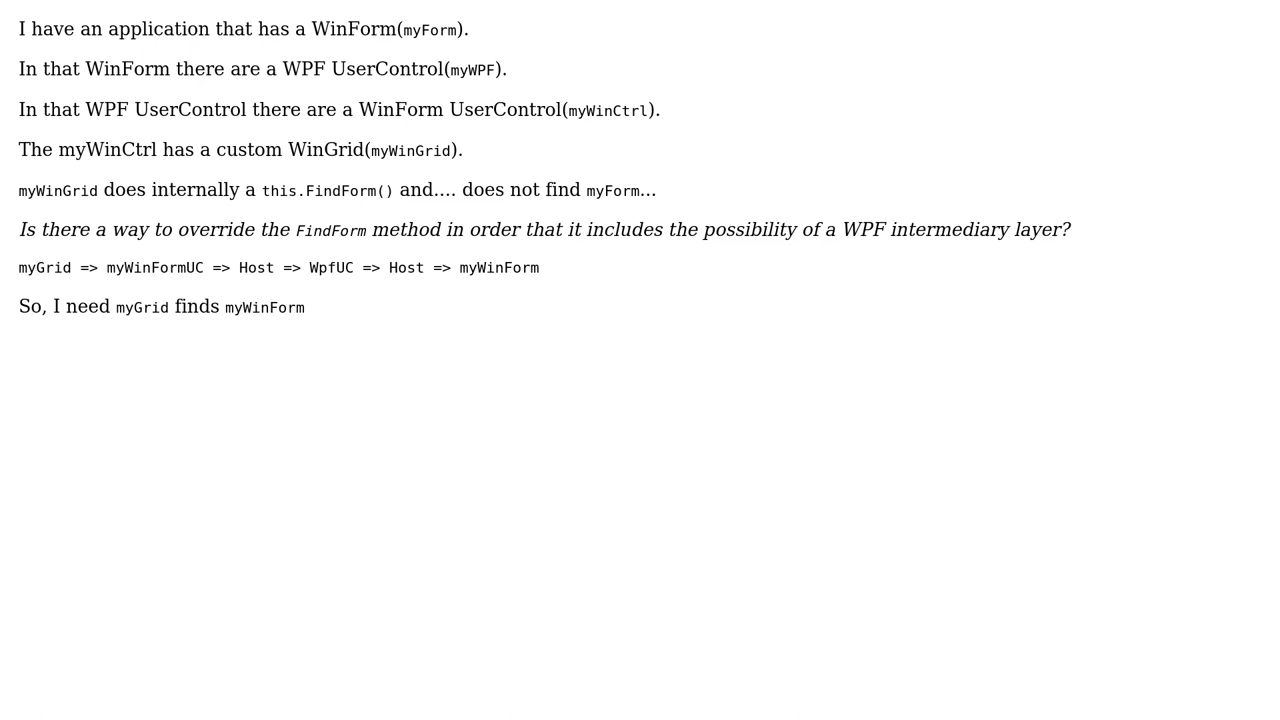 I have an application that has a WinForm(myForm).
In that WinForm there are a WPF UserControl(myWPF).
In that WPF UserControl there are a WinForm UserControl(myWinCtrl).
The myWinCtrl has a custom WinGrid(myWinGrid).
myWinGrid does internally a this.FindForm() and.... does not find myForm...
Is there a way to override the FindForm method in order that it includes the possibility of a WPF intermediary layer?
myGrid => myWinFormUC => Host => WpfUC => Host => myWinForm
So, I need myGrid finds myWinForm